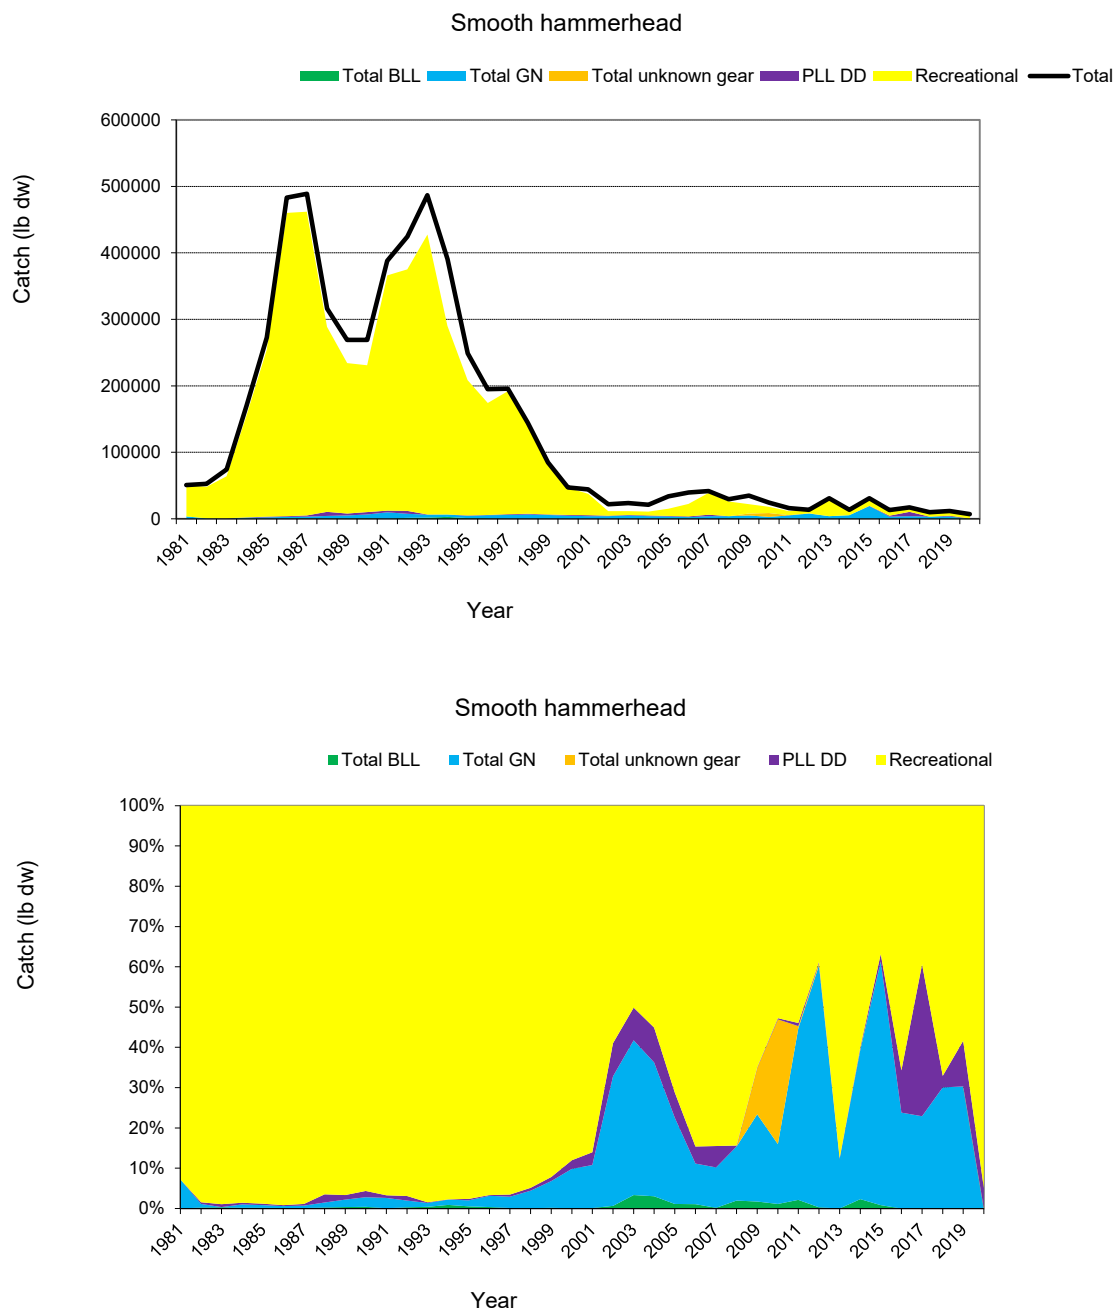 Smooth hammerhead
Total BLL Total GN Total unknown gear PLL DD Recreational Total
Catch (lb dw)
600000
500000
400000
300000
200000
100000
0
1981 1983 1985 1987 1989 1991 1993 1995 1997 1999 2001 2003 2005 2007 2009 2011 2013 2015 2017 2019
Year
Smooth hammerhead
Total BLL Total GN Total unknown gear PLL DD Recreational
Catch (lb dw)
100%
90%
80%
70%
60%
50%
40%
30%
20%
10%
0%
1981 1983 1985 1987 1989 1991 1993 1995 1997 1999 2001 2003 2005 2007 2009 2011 2013 2015 2017 2019
Year